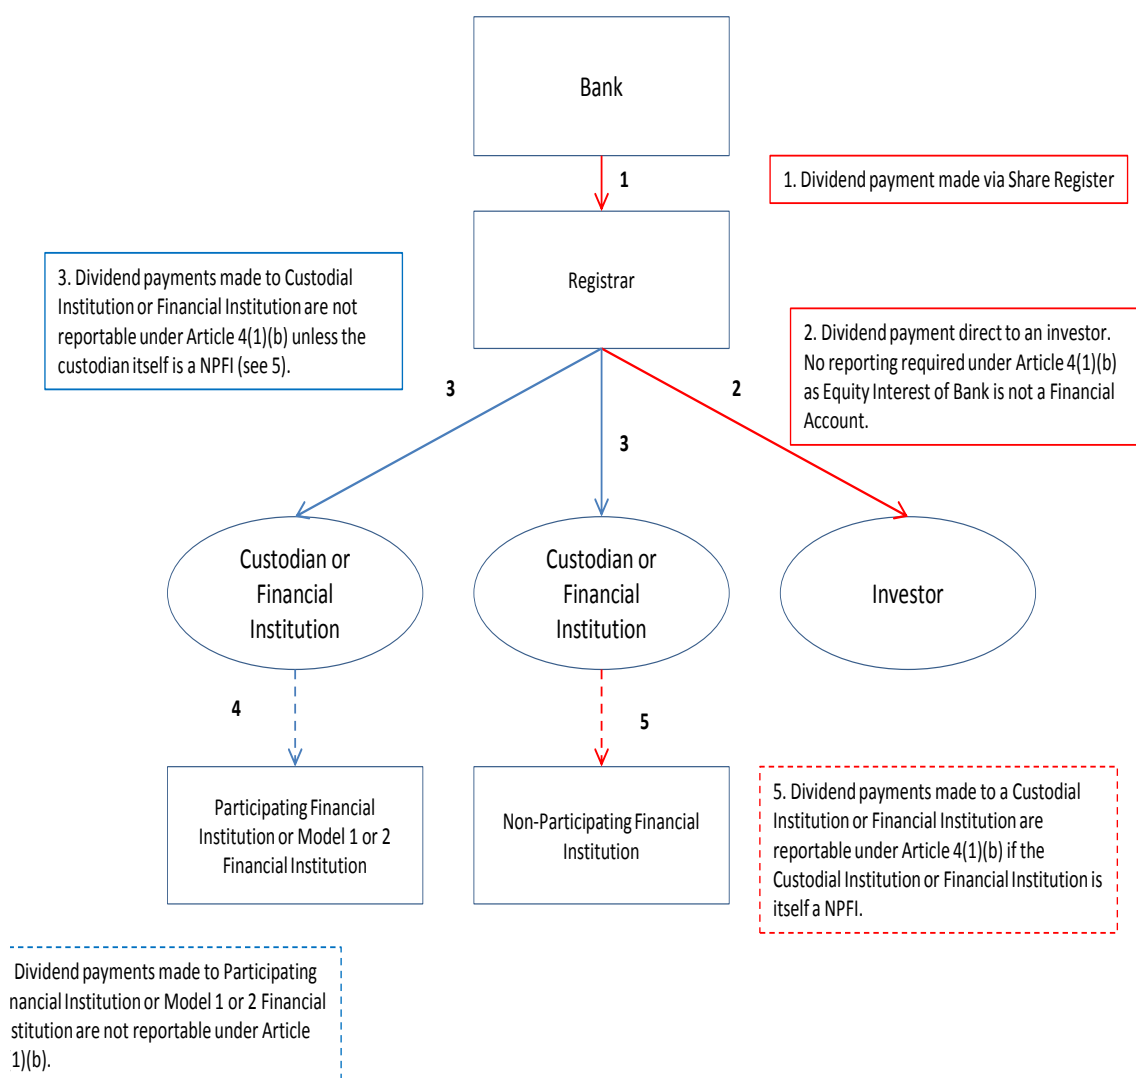 Bank
1
1. Dividend payment made via Share Register
Registrar
3. Dividend payments made to Custodial
Institution or Financial Institution are not
reportable under Article 4(1)(b) unless the
custodian itself is a NPFI (see 5).
2. Dividend payment direct to an investor.
No reporting required under Article 4(1)(b)
as Equity Interest of Bank is not a Financial
Account.
3
3
2
Custodian or
Financial
Institution
Custodian or
Financial
Institution
Investor
4
5
Participating Financial
Institution or Model 1 or 2
Financial Institution
Non-Participating Financial
Institution
5. Dividend payments made to a Custodial
Institution or Financial Institution are
reportable under Article 4(1)(b) if the
Custodial Institution or Financial Institution is
itself a NPFI.
Dividend payments made to Participating
nancial Institution or Model 1 or 2 Financial
stitution are not reportable under Article
1)(b).